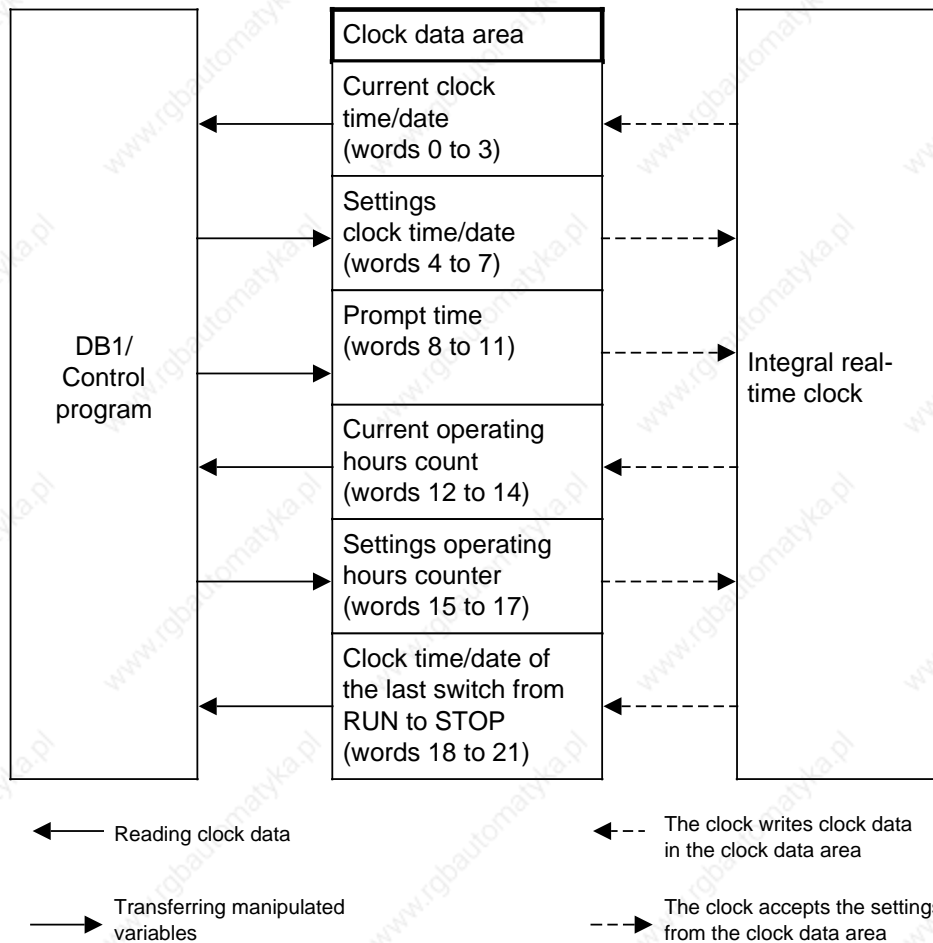 Clock data area
Current clock
time/date
(words 0 to 3)
Settings
clock time/date
(words 4 to 7)
Prompt time
(words 8 to 11)
DB1/
Control
program
Integral real-
time clock
Current operating
hours count
(words 12 to 14)
Settings operating
hours counter
(words 15 to 17)
Clock time/date of
the last switch from
RUN to STOP
(words 18 to 21)
Reading clock data
The clock writes clock data
in the clock data area
Transferring manipulated
variables
The clock accepts the settings
from the clock data area
www.rgbautomatyka.pl